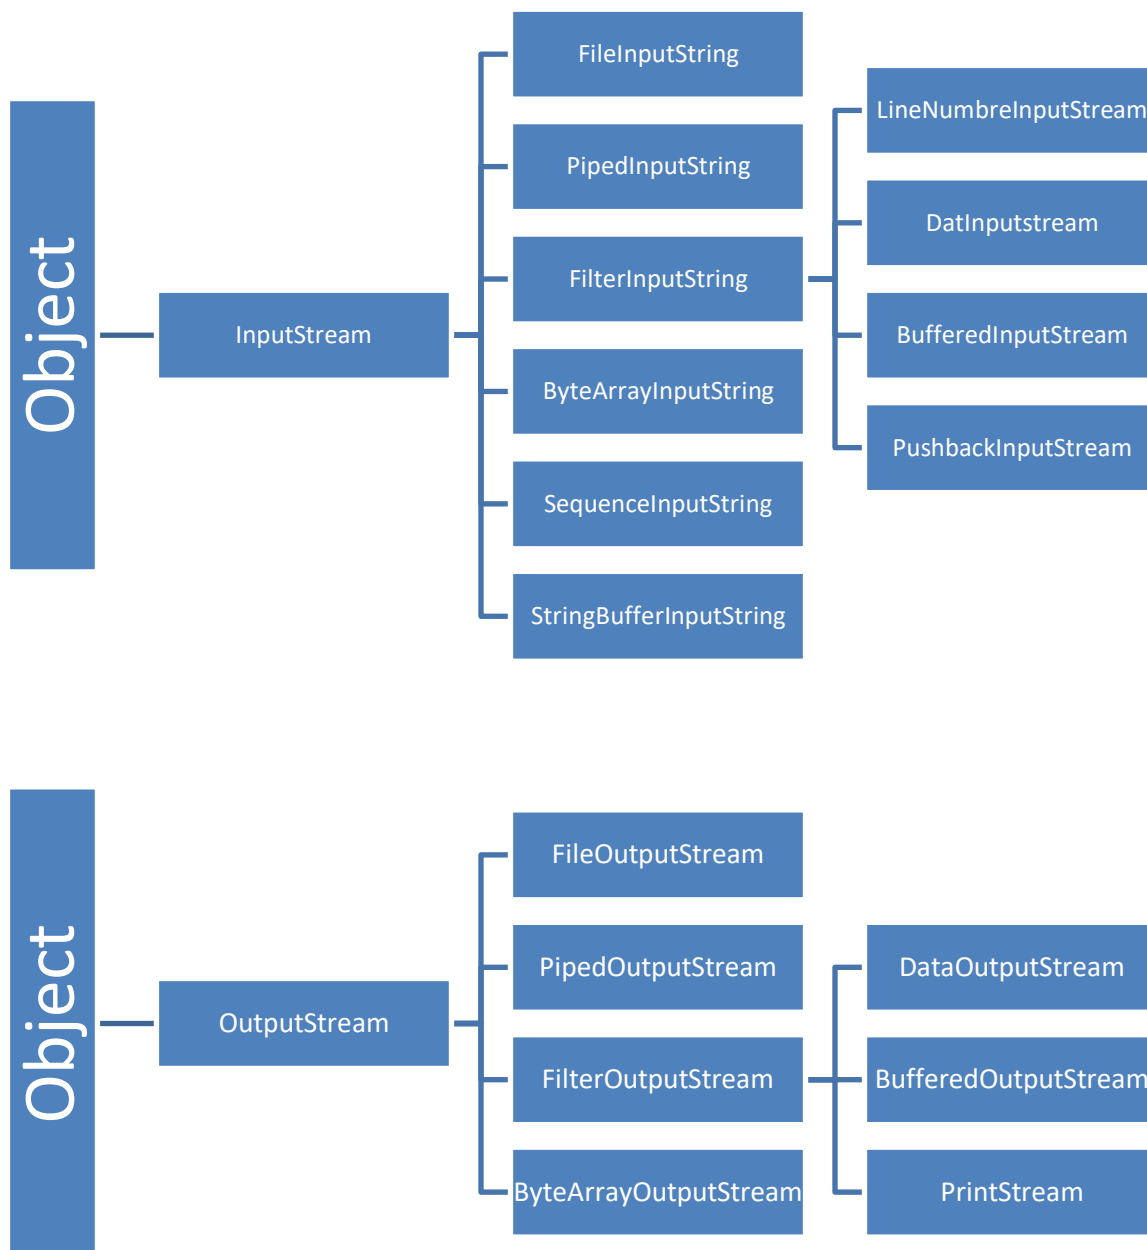 Object
InputStream
FileInputString
PipedInputString
FilterInputString
ByteArrayInputString
SequenceInputString
StringBufferInputString
LineNumbreInputStream
DatInputstream
BufferedInputStream
PushbackInputStream
Object
OutputStream
FileOutputStream
PipedOutputStream
FilterOutputStream
ByteArrayOutputStream
DataOutputStream
BufferedOutputStream
PrintStream